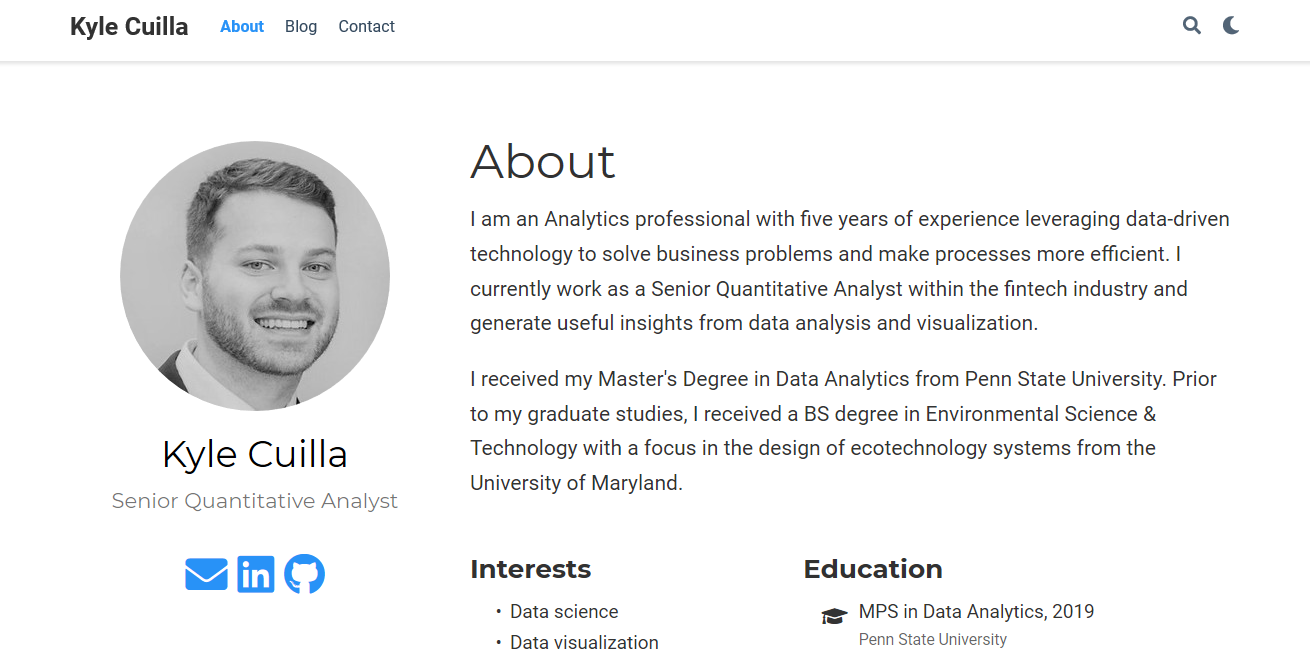 Kyle Cuilla
About Blog Contact
About
I am an Analytics professional with five years of experience leveraging data-driven
technology to solve business problems and make processes more efficient. I
currently work as a Senior Quantitative Analyst within the fintech industry and
generate useful insights from data analysis and visualization.
I received my Master's Degree in Data Analytics from Penn State University. Prior
to my graduate studies, I received a BS degree in Environmental Science &
Technology with a focus in the design of ecotechnology systems from the
University of Maryland.
Kyle Cuilla
Senior Quantitative Analyst
in
Interests
• Data science
• Data visualization
Education
MPS in Data Analytics, 2019
Penn State University